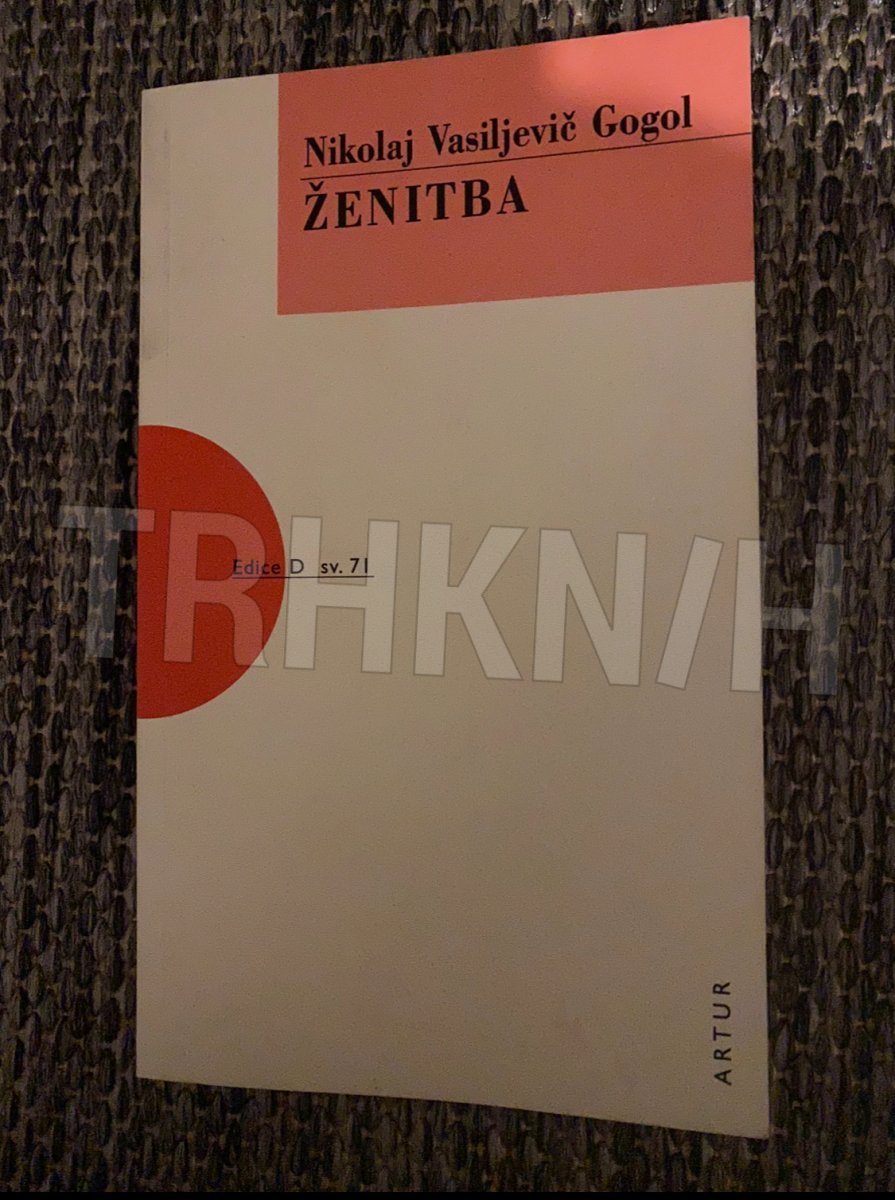 Nikolaj Vasiljevič Gogol
ŽENITBA
Edice D sv. 71
TRHKNIH
ARTUR